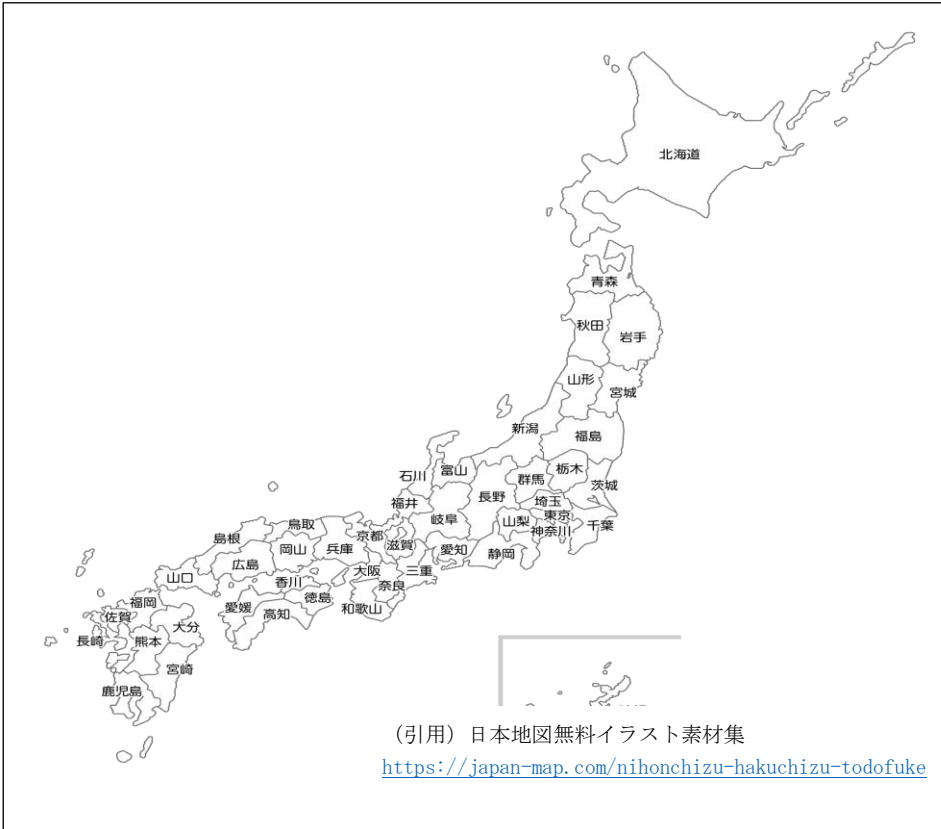 北海道
青森
秋田
岩手
山形
宮城
新潟
福島
石川
富山
群馬
栃木
茨城
長野
福井
岐阜
埼玉
東京
山梨
神奈川
千葉
鳥取
島根
岡山
兵庫
京都
滋賀
愛知
静岡
広島
大阪
三重
山口
香川
奈良
徳島
和歌山
愛媛
高知
福岡
佐賀
大分
長崎
熊本
宮崎
鹿児島
（引用）日本地図無料イラスト素材集
https://japan-map.com/nihonchizu-hakuchizu-todofuke